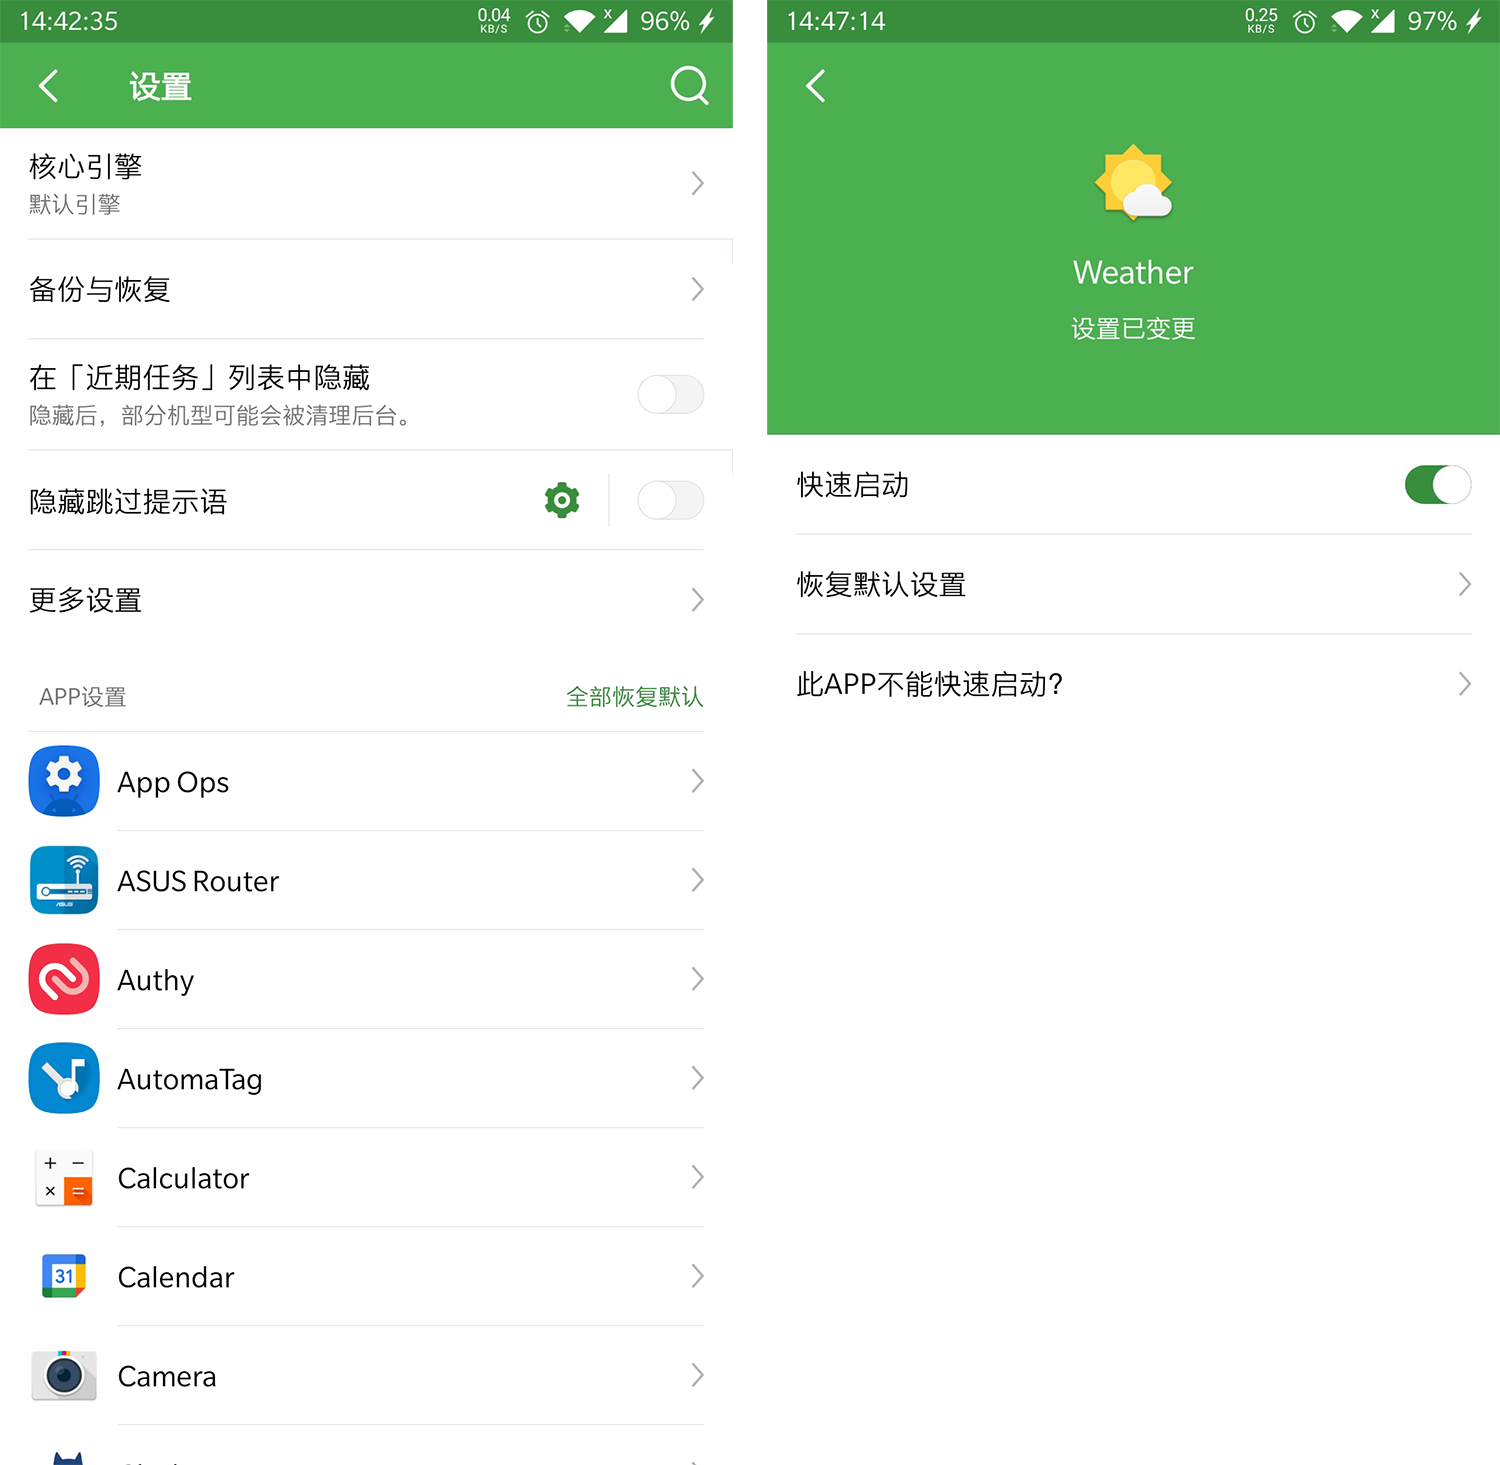 14:42:35
0.04
KB/S
96%
设置
核心引擎
默认引擎
备份与恢复
在「近期任务」列表中隐藏
隐藏后，部分机型可能会被清理后台。
隐藏跳过提示语
更多设置
APP设置
全部恢复默认
App Ops
ASUS Router
Authy
AutomaTag
Calculator
31
Calendar
Camera
14:47:14
0.25
KB/S
97%
Weather
设置已变更
快速启动
恢复默认设置
此APP不能快速启动?